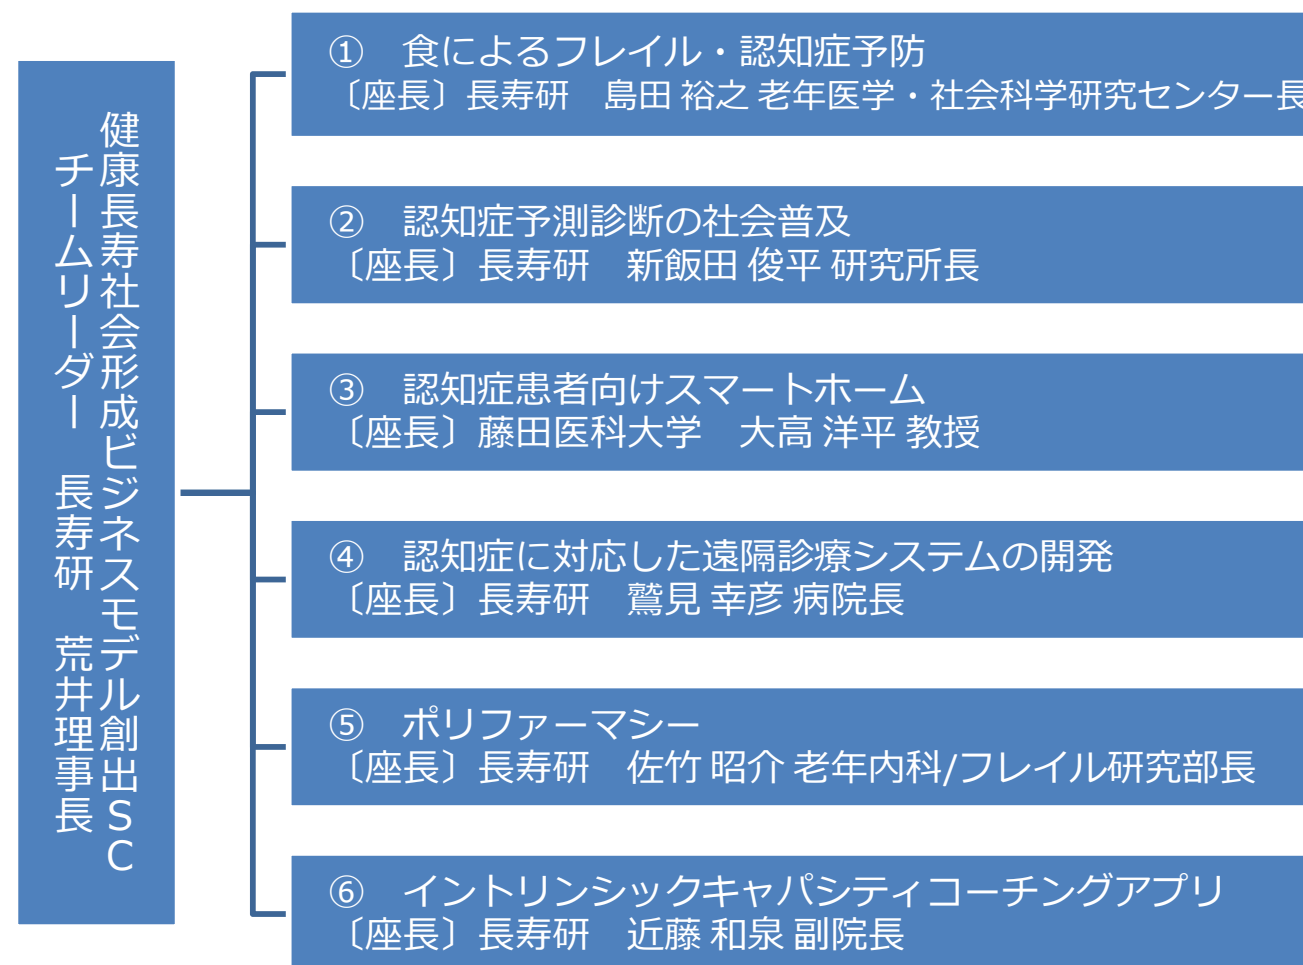 健康長寿社会形成ビジネスモデル創出SC
チームリーダー　長寿研　荒井理事長
①　食によるフレイル・認知症予防
〔座長〕長寿研　島田 裕之 老年医学・社会科学研究センター長
②　認知症予測診断の社会普及
〔座長〕長寿研　新飯田 俊平 研究所長
③　認知症患者向けスマートホーム
〔座長〕藤田医科大学　大高 洋平 教授
④　認知症に対応した遠隔診療システムの開発
〔座長〕長寿研　鷲見 幸彦 病院長
⑤　ポリファーマシー
〔座長〕長寿研　佐竹 昭介 老年内科/フレイル研究部長
⑥　イントリンシックキャパシティコーチングアプリ
〔座長〕長寿研　近藤 和泉 副院長